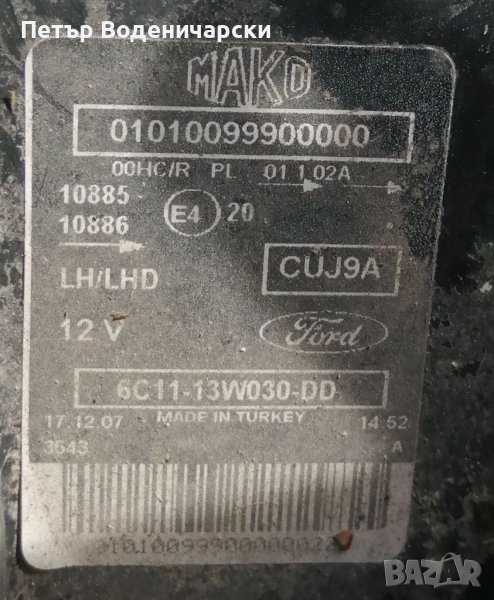 Петър Воденичарски
MAKO
01010099900000
00HC/R PL 01 1,02A
10885
10886
E4 20
LH/LHD
CUJ9A
12 V
Ford
6C11-13W030-DD
17.12.07 MADE IN TURKEY 14:52
3543 A
BAZAR